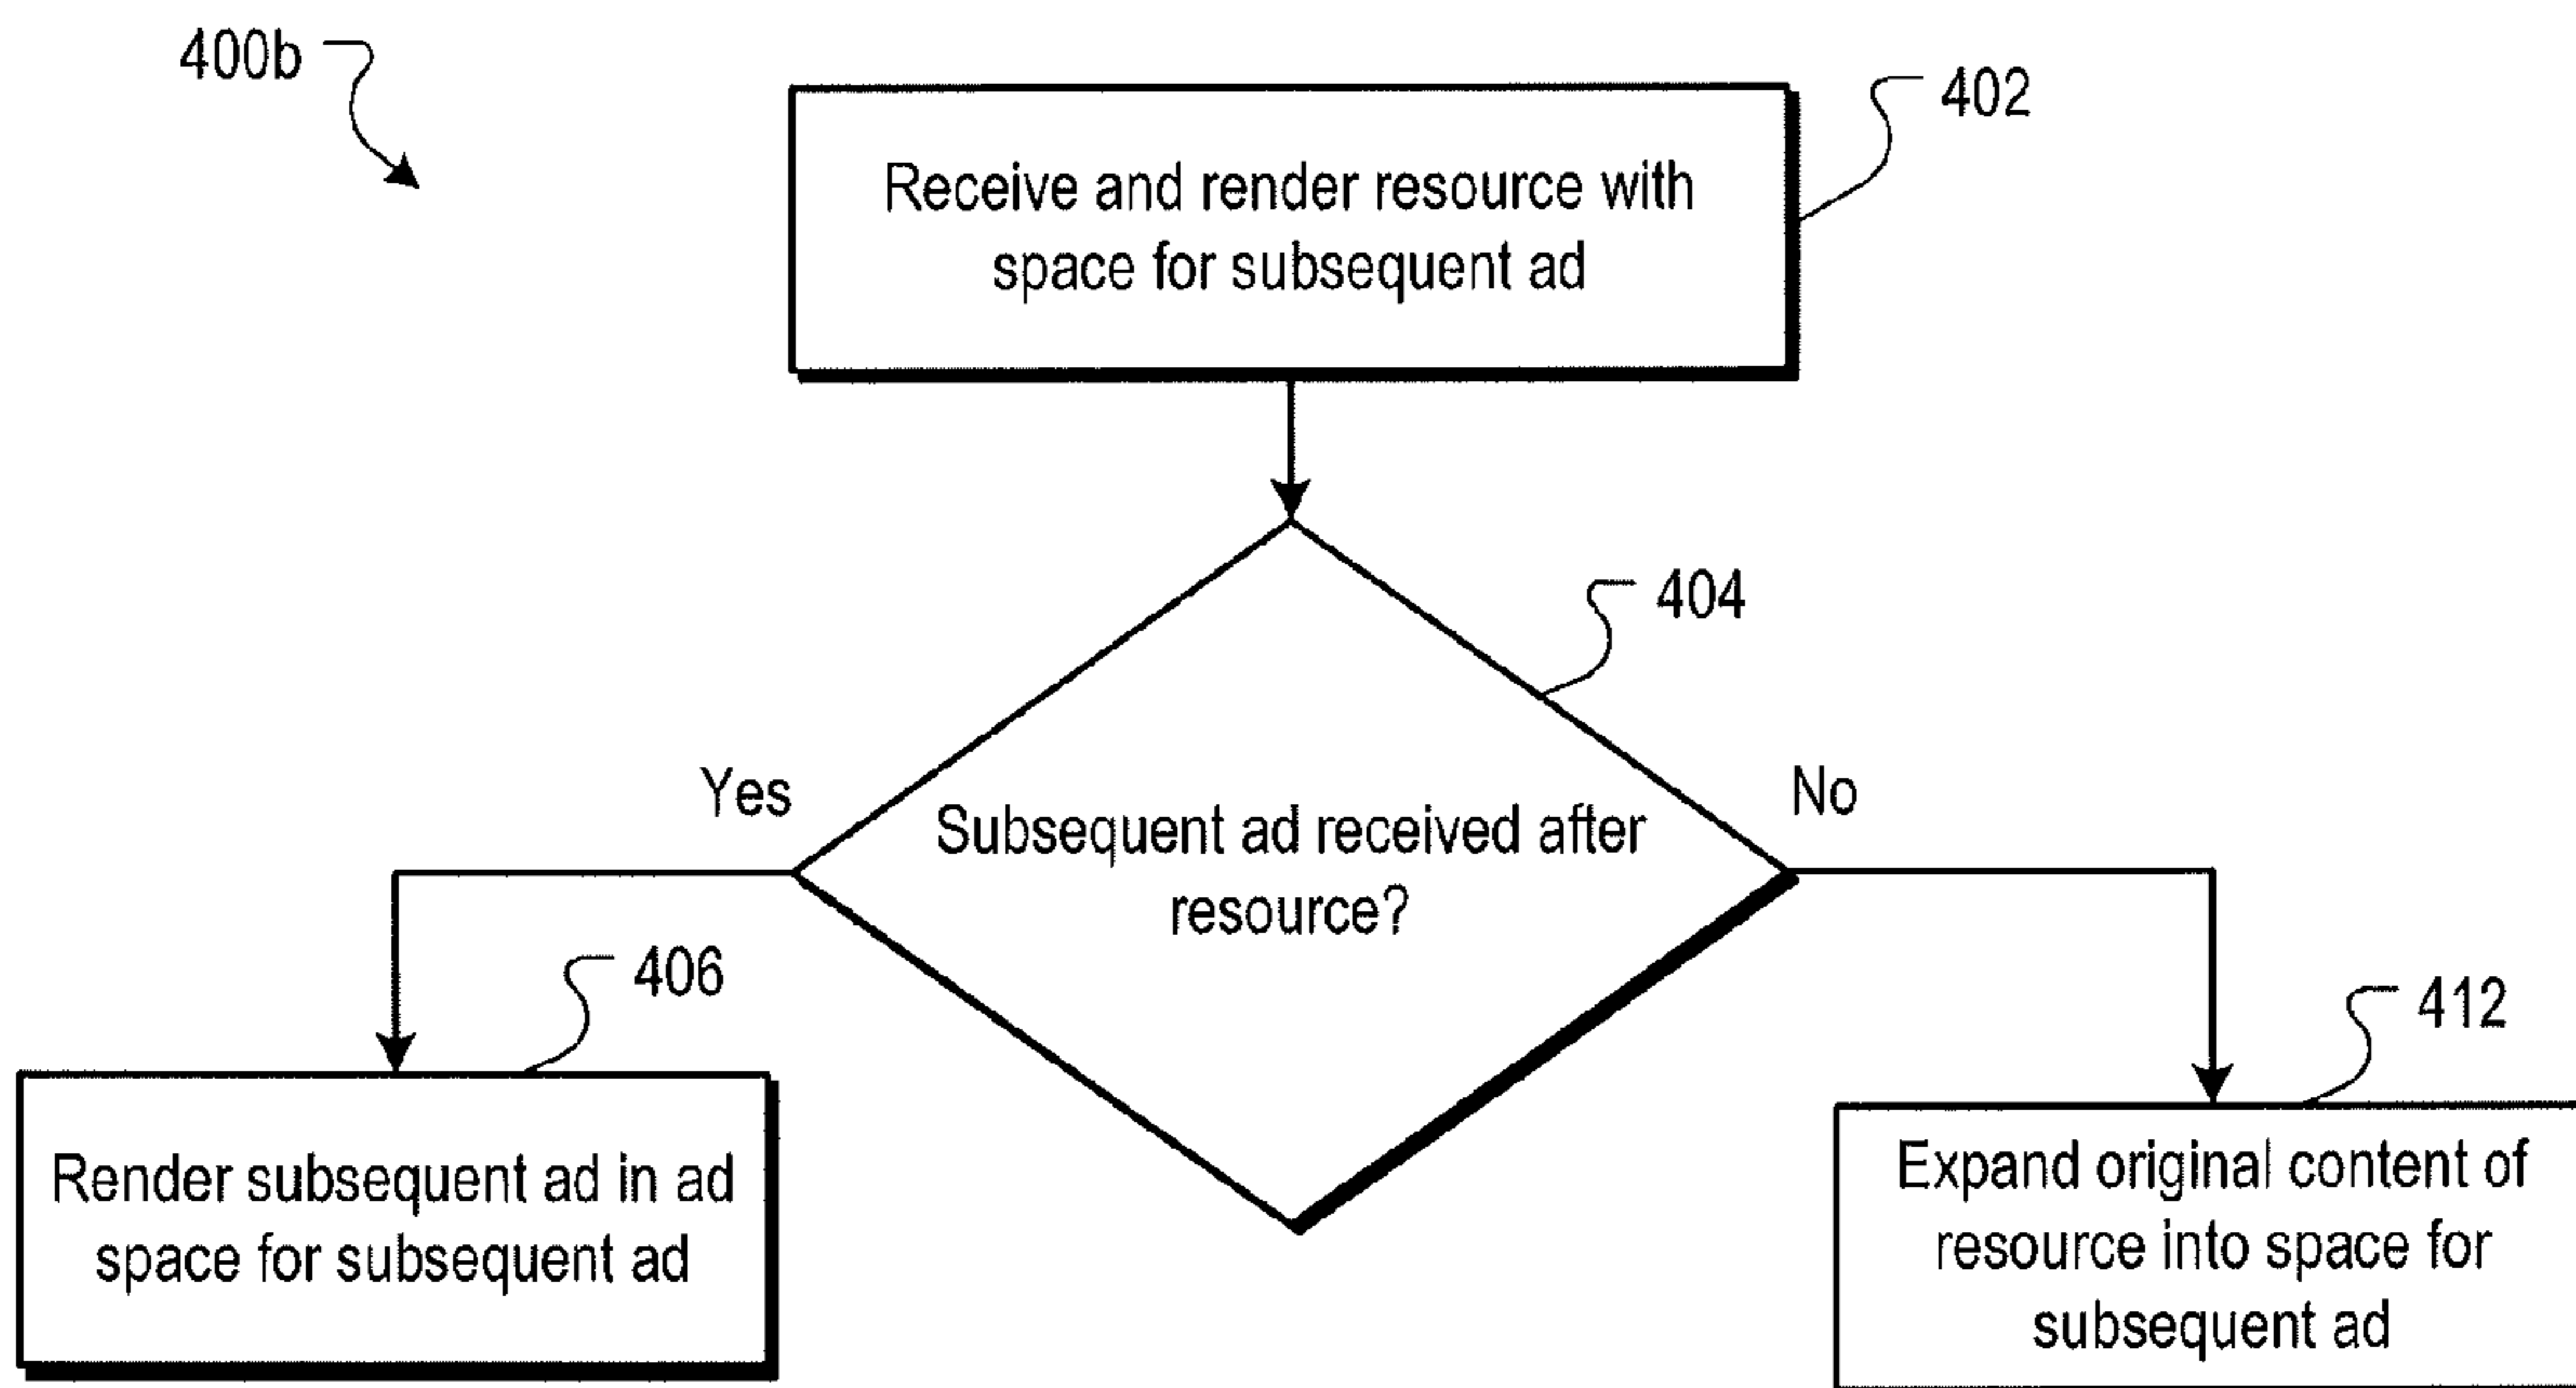 400b
402
Receive and render resource with
space for subsequent ad
404
Yes
No
Subsequent ad received after
resource?
406
412
Render subsequent ad in ad
space for subsequent ad
Expand original content of
resource into space for
subsequent ad